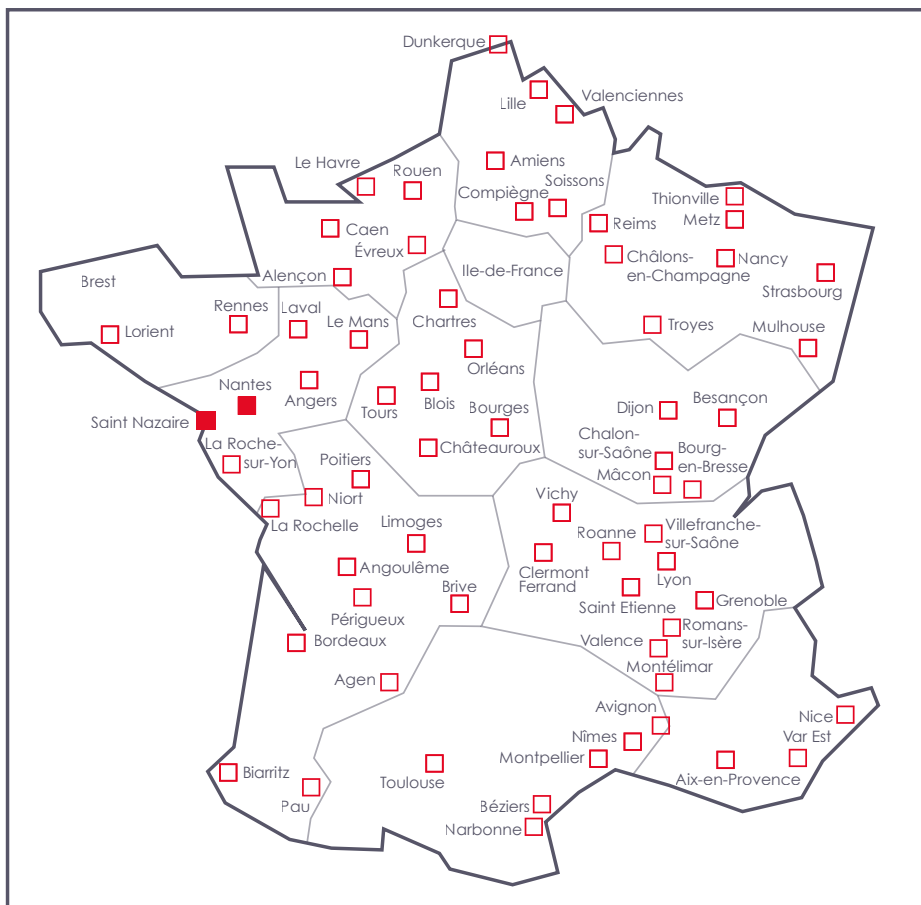 Dunkerque
Lille
Valenciennes
Le Havre
Rouen
Amiens
Soissons
Compiègne
Thionville
Metz
Reims
Caen
Évreux
Ile-de-France
Châlons-
en-Champagne
Nancy
Strasbourg
Brest
Alençon
Rennes
Laval
Le Mans
Chartres
Lorient
Troyes
Mulhouse
Orléans
Nantes
Angers
Tours
Blois
Bourges
Dijon
Besançon
Saint Nazaire
La Roche-
sur-Yon
Châteauroux
Chalon-
sur-Saône
Bourg-
en-Bresse
Mâcon
Poitiers
Niort
La Rochelle
Vichy
Limoges
Roanne
Villefranche-
sur-Saône
Angoulême
Clermont
Ferrand
Lyon
Périgueux
Brive
Saint Etienne
Grenoble
Bordeaux
Valence
Romans-
sur-Isère
Agen
Montélimar
Avignon
Nice
Nîmes
Var Est
Montpellier
Biarritz
Toulouse
Aix-en-Provence
Pau
Béziers
Narbonne